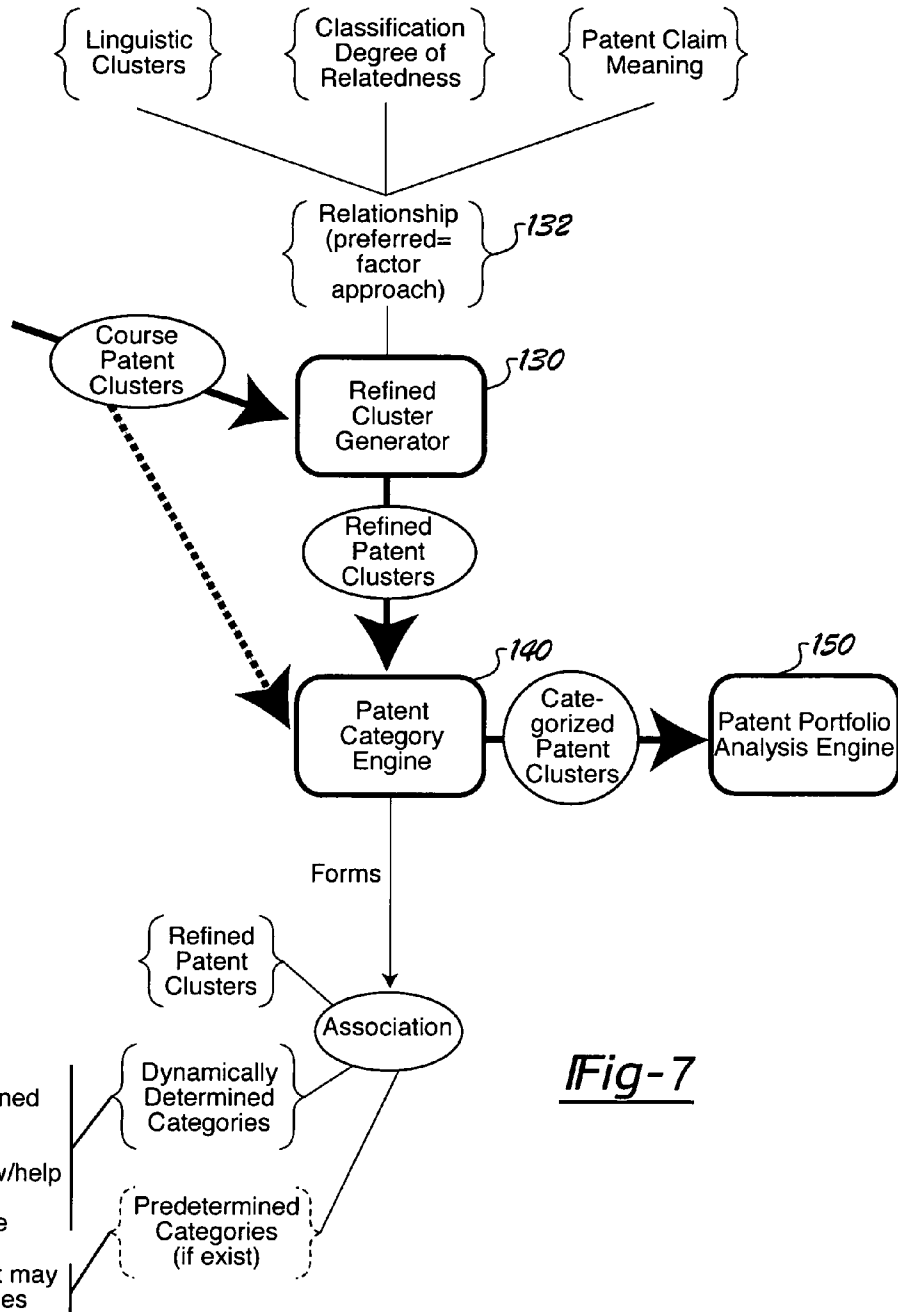 Linguistic
Clusters
Classification
Degree of
Relatedness
Patent Claim
Meaning
Relationship
(preferred=
factor
approach)
132
Course
Patent
Clusters
130
Refined
Cluster
Generator
Refined
Patent
Clusters
140
Patent
Category
Engine
Cate-
gorized
Patent
Clusters
150
Patent Portfolio
Analysis Engine
Forms
Refined
Patent
Clusters
Association
Dynamically
Determined
Categories
Predetermined
Categories
(if exist)
w/help
may
Fig-7